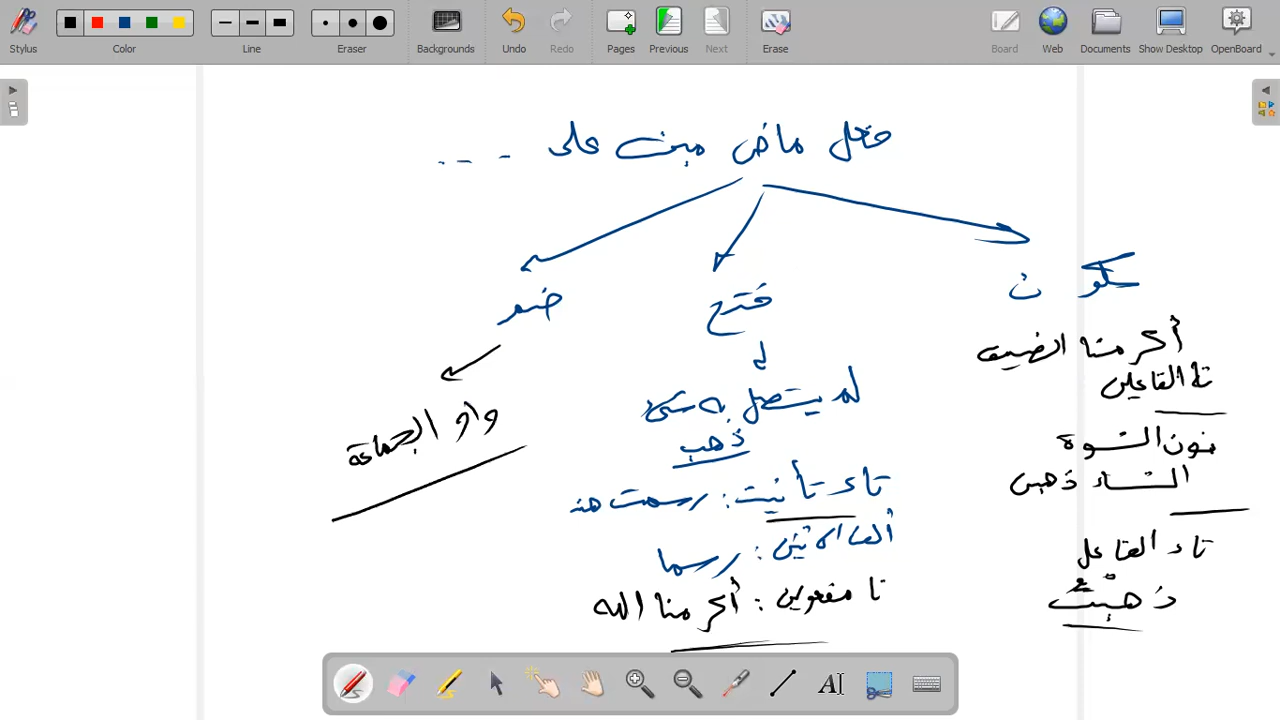 Stylus
Color
Line
Eraser
Backgrounds
Undo
Redo
Pages
Previous
Next
Erase
Board
Web
Documents
Show Desktop
OpenBoard
فعل ماض مبني على ....
سكون
أكرمنا الضيف
نا الفاعلين
نون النسوة
النساء ذهبن
تاء الفاعل
ذَهبْتُ
فتح
لم يتصل به شيء
ذهب
تاء تأنيث: رسمت هند
ألف الاثنين: رسما
نا مفعولين: أكرمنا الله
ضم
واو الجماعة